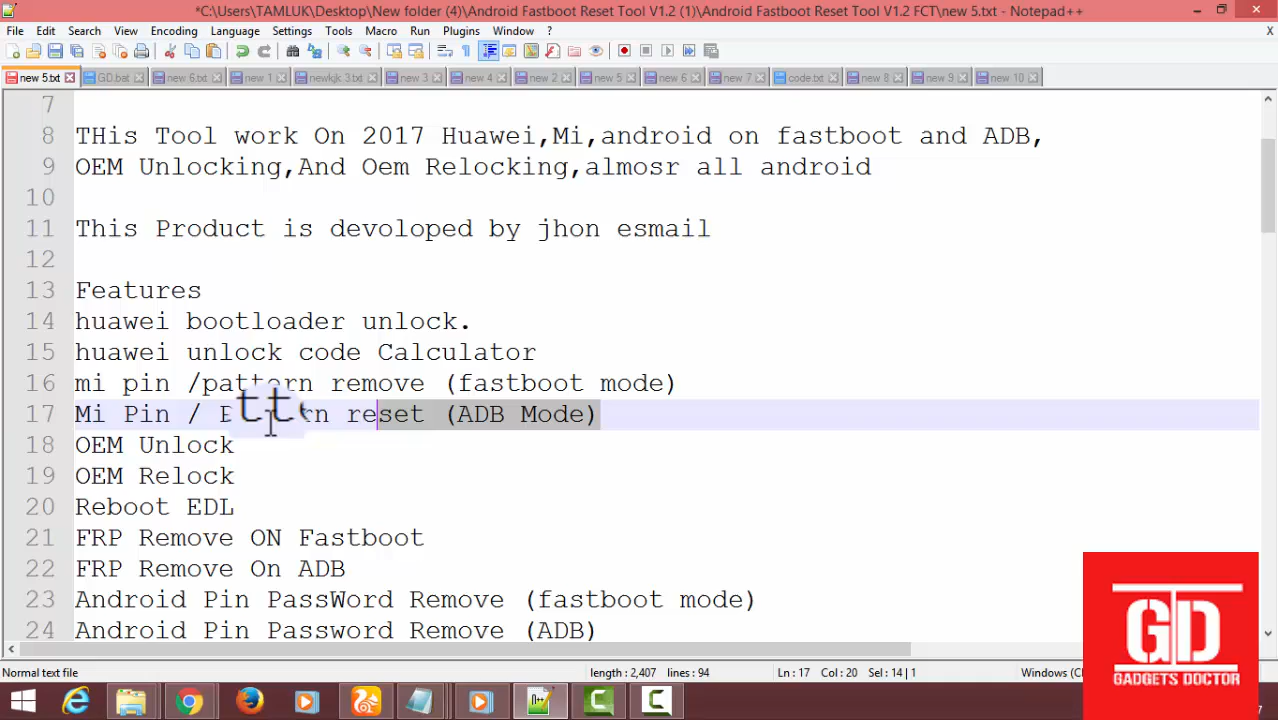 *C:\Users\TAMLUK\Desktop\New folder (4)\Android Fastboot Reset Tool V1.2 (1)\Android Fastboot Reset Tool V1.2 FCT\new 5.txt - Notepad++
File Edit Search View Encoding Language Settings Tools Macro Run Plugins Window ? X
new 5.txt GD.bat new 6.txt new 1 newkjk 3.txt new 3 new 4 new 2 new 5 new 6 new 7 code.txt new 8 new 9 new 10
7
8 THis Tool work On 2017 Huawei,Mi,android on fastboot and ADB,
9 OEM Unlocking,And Oem Relocking,almosr all android
10
11 This Product is devoloped by jhon esmail
12
13 Features
14 huawei bootloader unlock.
15 huawei unlock code Calculator
16 mi pin /pattern remove (fastboot mode)
17 Mi Pin / reset (ADB Mode)
18 OEM Unlock
19 OEM Relock
20 Reboot EDL
21 FRP Remove ON Fastboot
22 FRP Remove On ADB
23 Android Pin PassWord Remove (fastboot mode)
24 Android Pin Password Remove (ADB)
Normal text file length : 2,407 lines : 94 Ln : 17 Col : 20 Sel : 14 | 1
GD
GADGETS DOCTOR